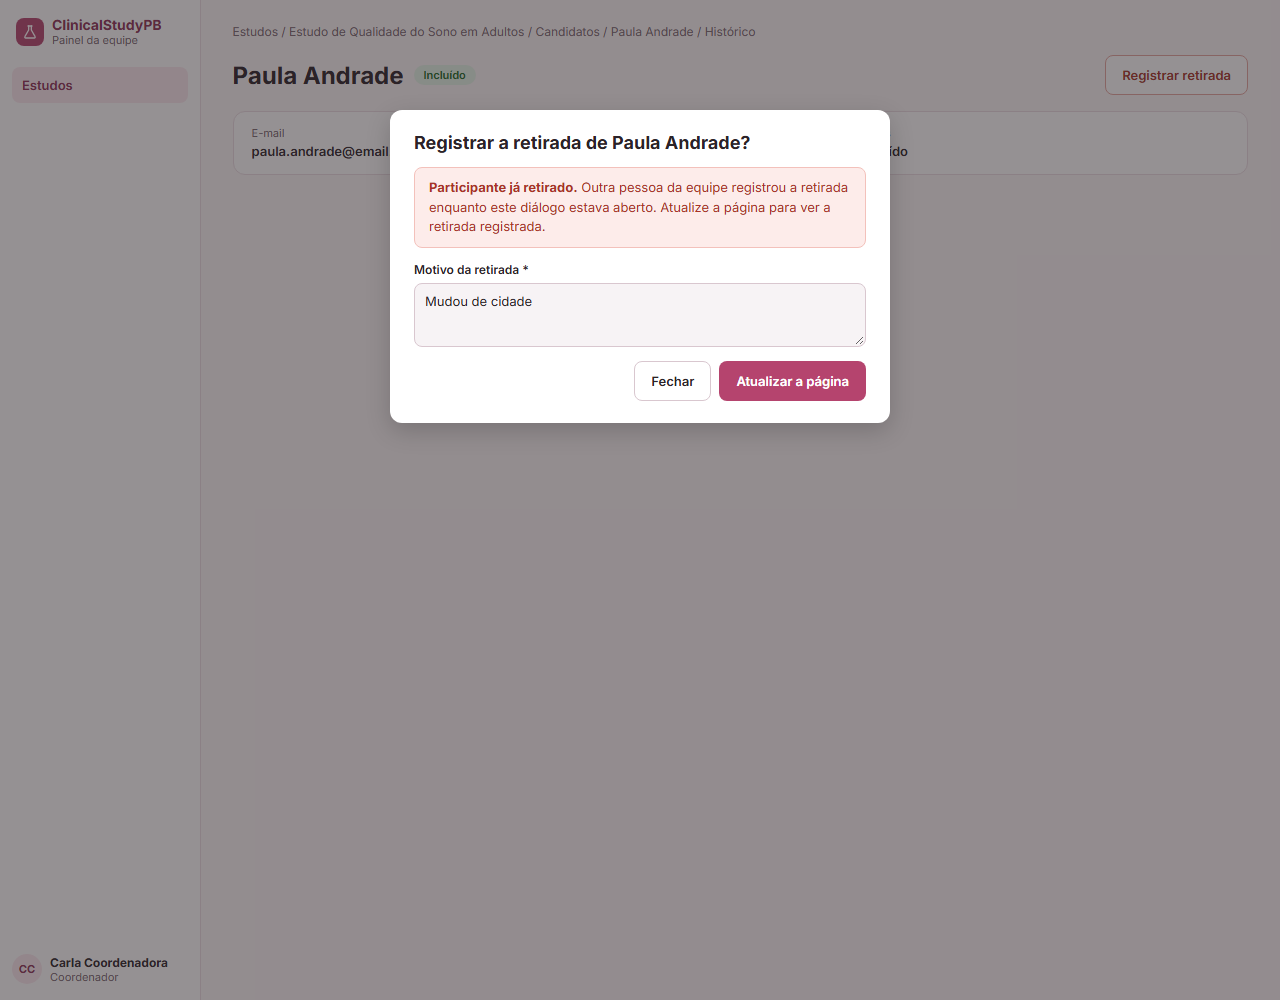 ClinicalStudyPB
Painel da equipe
Estudos
Estudos / Estudo de Qualidade do Sono em Adultos / Candidatos / Paula Andrade / Histórico
Paula Andrade
Incluído
Registrar retirada
E-mail
paula.andrade@email
ído
Registrar a retirada de Paula Andrade?
Participante já retirado. Outra pessoa da equipe registrou a retirada
enquanto este diálogo estava aberto. Atualize a página para ver a
retirada registrada.
Motivo da retirada *
Mudou de cidade
Fechar
Atualizar a página
CC
Carla Coordenadora
Coordenador